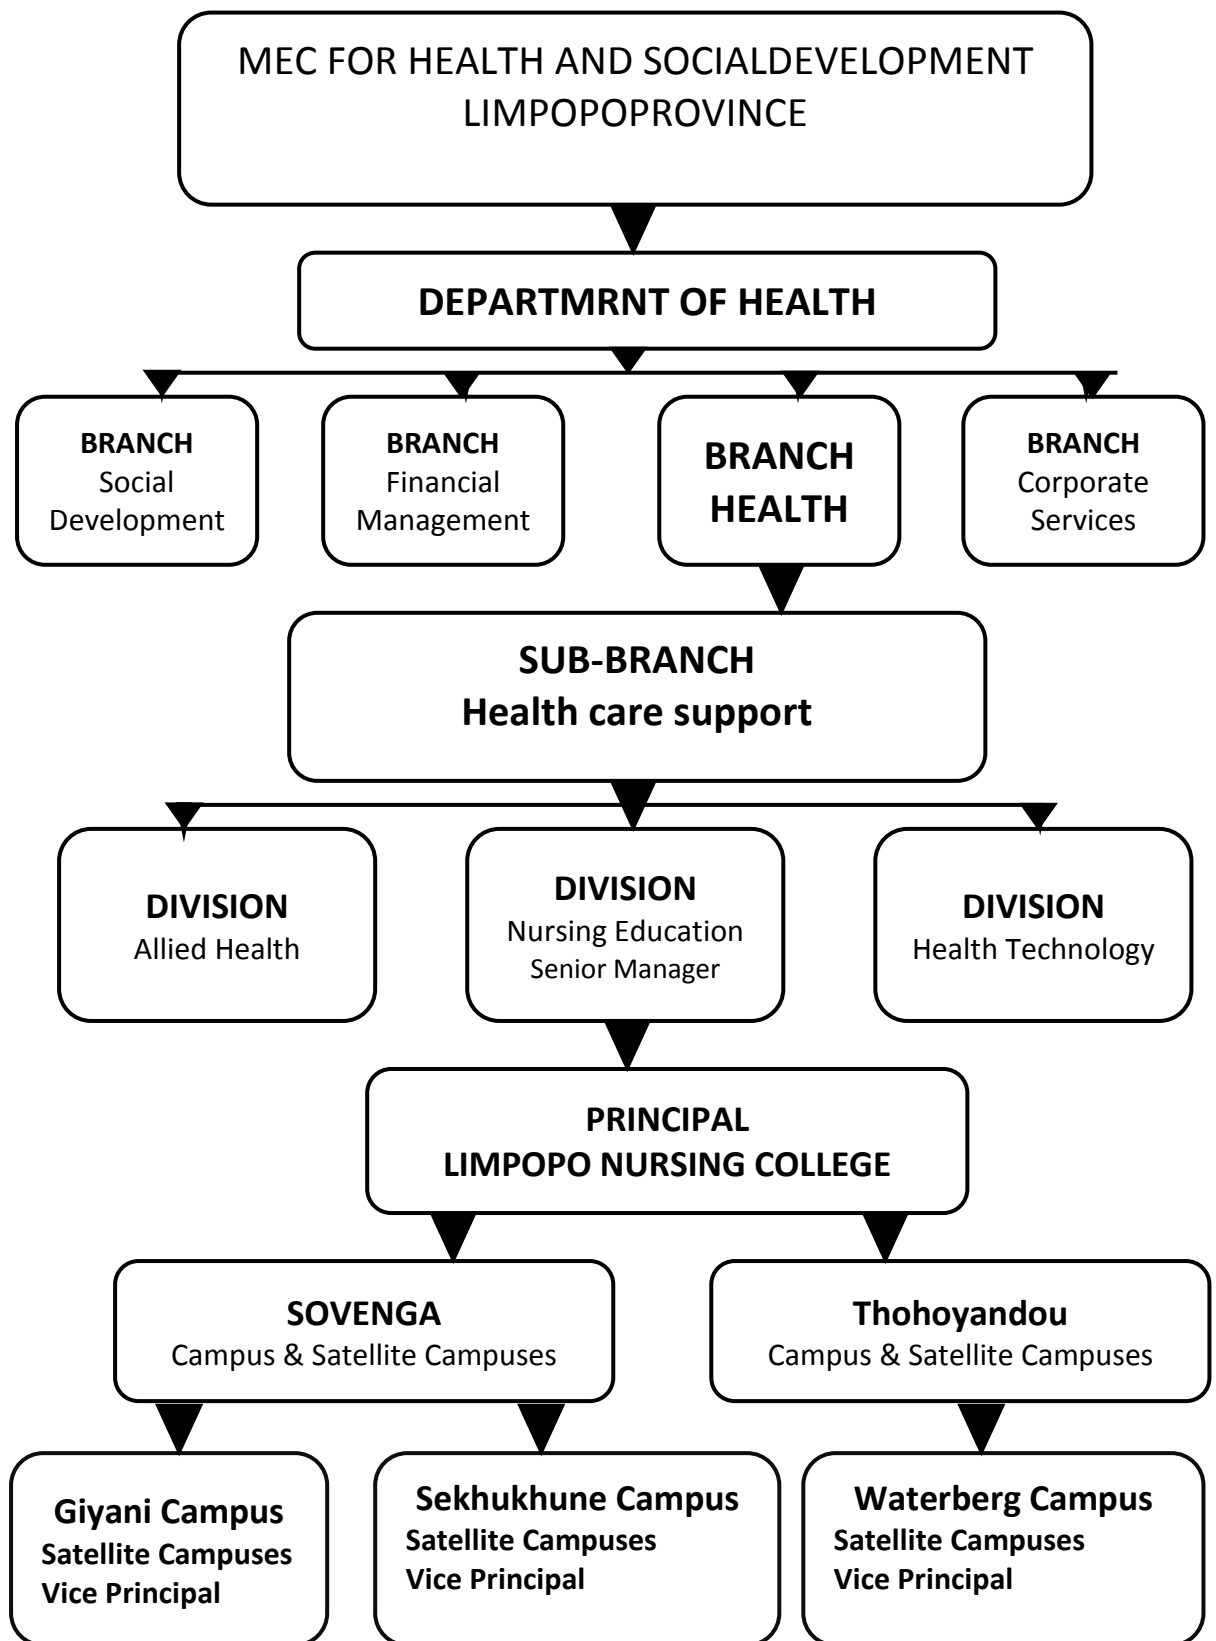 MEC FOR HEALTH AND SOCIALDEVELOPMENT
LIMPOPOPROVINCE
DEPARTMRNT OF HEALTH
BRANCH
Social
Development
BRANCH
Financial
Management
BRANCH
HEALTH
BRANCH
Corporate
Services
SUB-BRANCH
Health care support
DIVISION
Allied Health
DIVISION
Nursing Education
Senior Manager
DIVISION
Health Technology
PRINCIPAL
LIMPOPO NURSING COLLEGE
SOVENGA
Campus & Satellite Campuses
Thohoyandou
Campus & Satellite Campuses
Giyani Campus
Satellite Campuses
Vice Principal
Sekhukhune Campus
Satellite Campuses
Vice Principal
Waterberg Campus
Satellite Campuses
Vice Principal